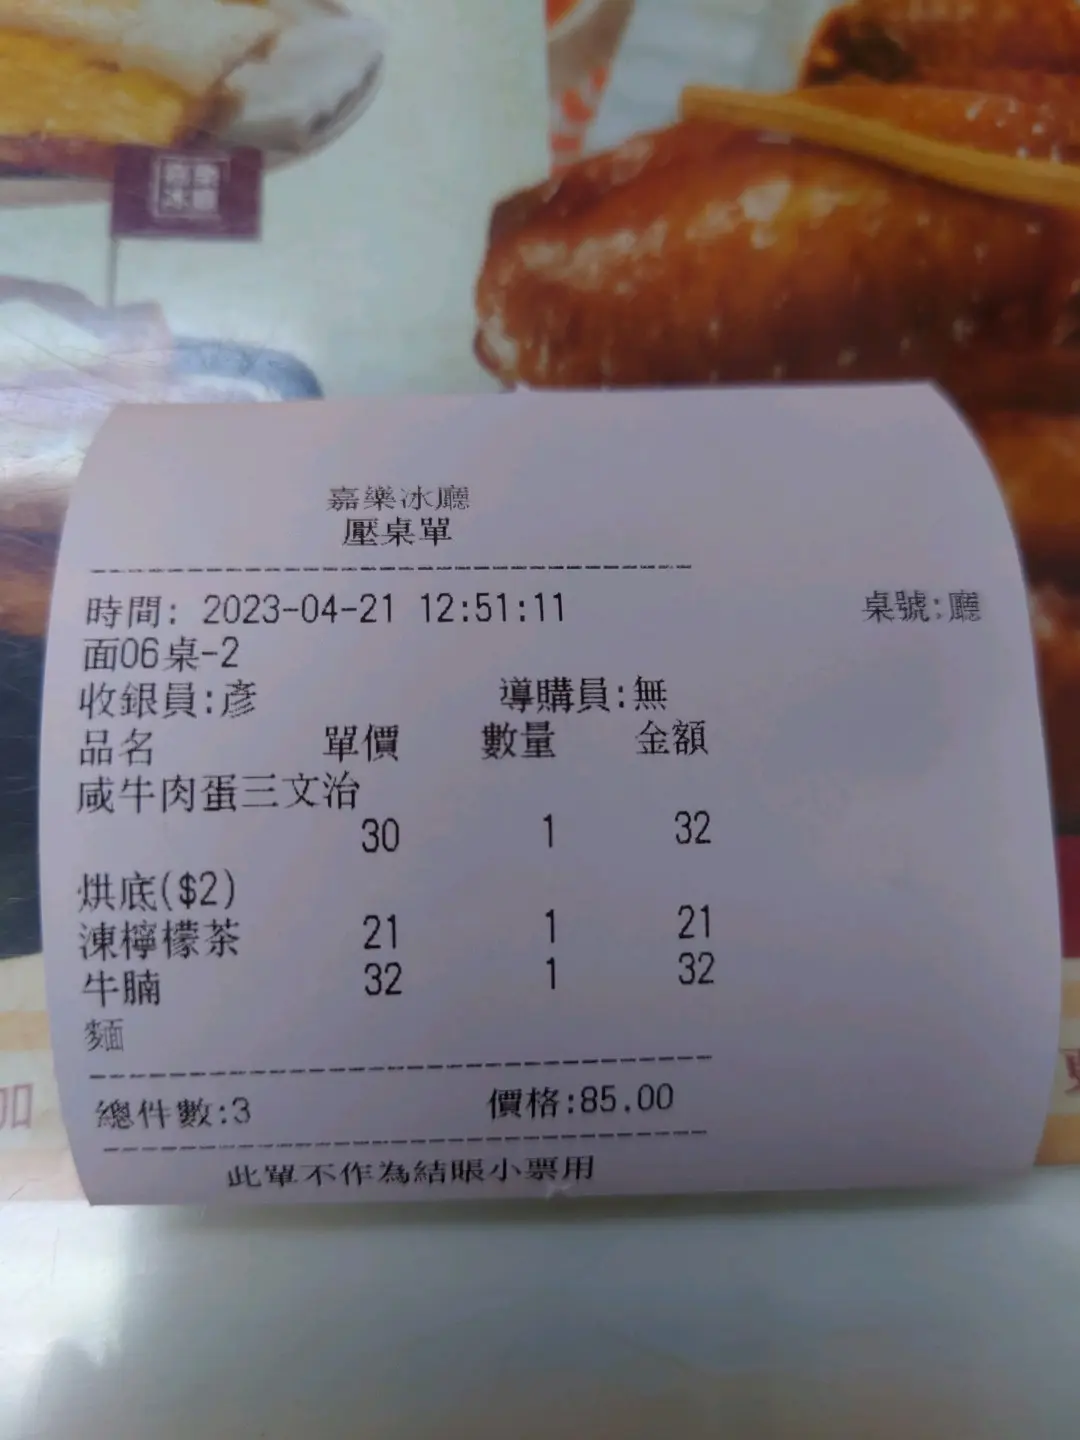 嘉樂冰廳
壓桌單
時間: 2023-04-21 12:51:11 桌號:廳
面06桌-2
收銀員:彥 導購員:無
品名 單價 數量 金額
咸牛肉蛋三文治
30 1 32
烘底($2)
涷檸檬茶 21 1 21
牛腩 32 1 32
麵
總件數:3 價格:85.00
此單不作為結賬小票用
加